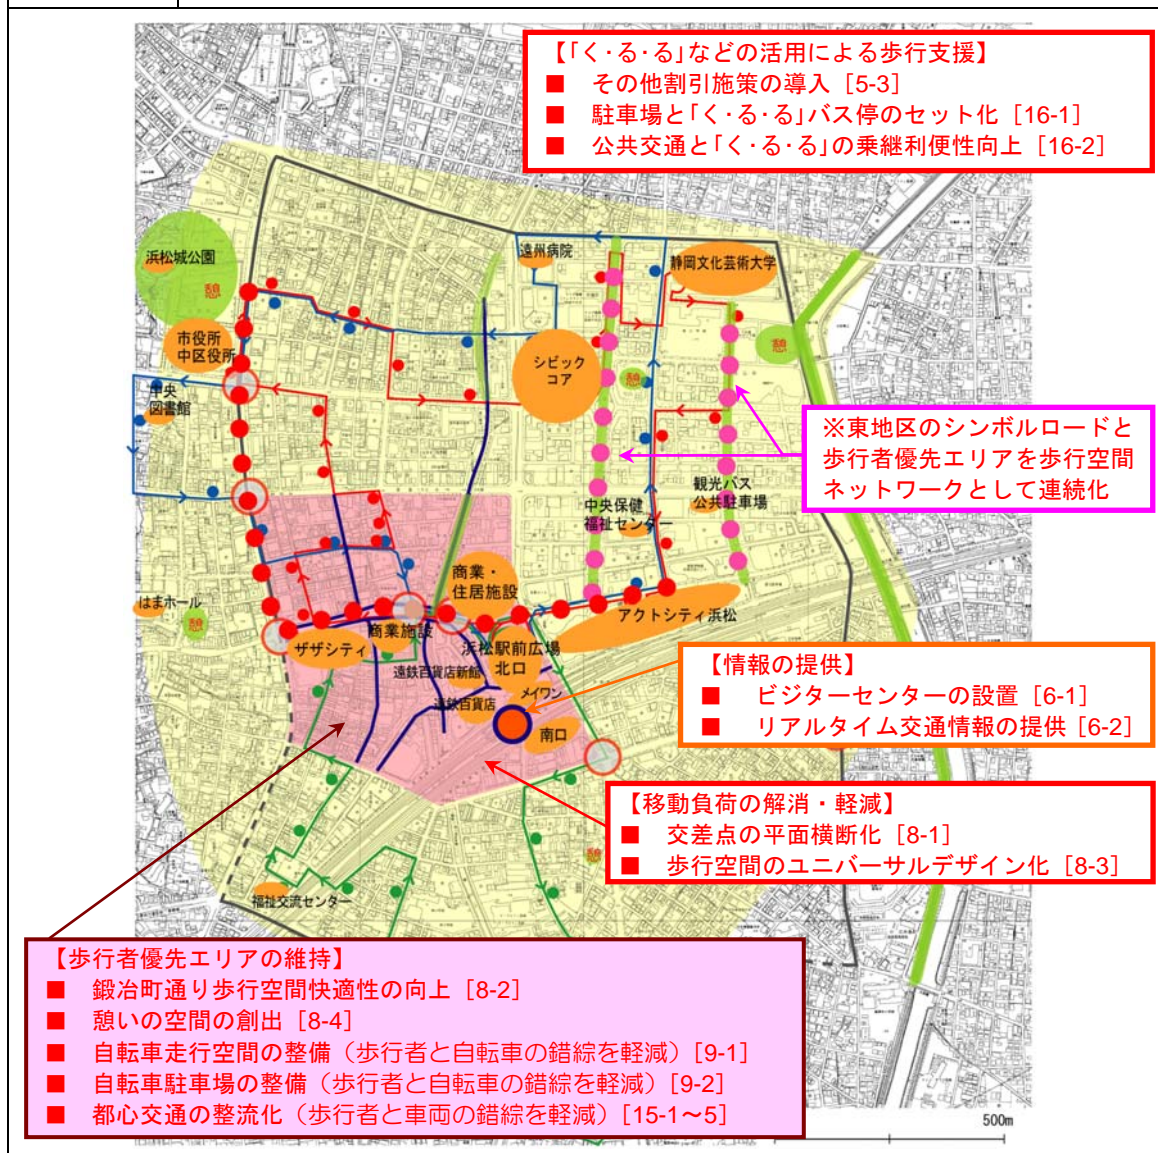 【「く・る・る」などの活用による歩行支援】
■ その他割引施策の導入［5-3］
■ 駐車場と「く・る・る」バス停のセット化［16-1］
■ 公共交通と「く・る・る」の乗継利便性向上［16-2］
浜松城公園
憩
遠州病院
静岡文化芸術大学
市役所
中区役所
シビック
コア
憩
憩
中央
図書館
※東地区のシンボルロードと
歩行者優先エリアを歩行空間
ネットワークとして連続化
観光バス
公共駐車場
中央保健
福祉センター
商業・
住居施設
はまホール
憩
アクトシティ浜松
商業施設
ザザシティ
浜松駅前広場
北口
遠鉄百貨店新館
メイワン
遠鉄百貨店
南口
【情報の提供】
■ ビジターセンターの設置［6-1］
■ リアルタイム交通情報の提供［6-2］
【移動負荷の解消・軽減】
■ 交差点の平面横断化［8-1］
■ 歩行空間のユニバーサルデザイン化［8-3］
憩
福祉交流センター
【歩行者優先エリアの維持】
■ 鍛冶町通り歩行空間快適性の向上［8-2］
■ 憩いの空間の創出［8-4］
■ 自転車走行空間の整備（歩行者と自転車の錯綜を軽減）［9-1］
■ 自転車駐車場の整備（歩行者と自転車の錯綜を軽減）［9-2］
■ 都心交通の整流化（歩行者と車両の錯綜を軽減）［15-1～5］
500m